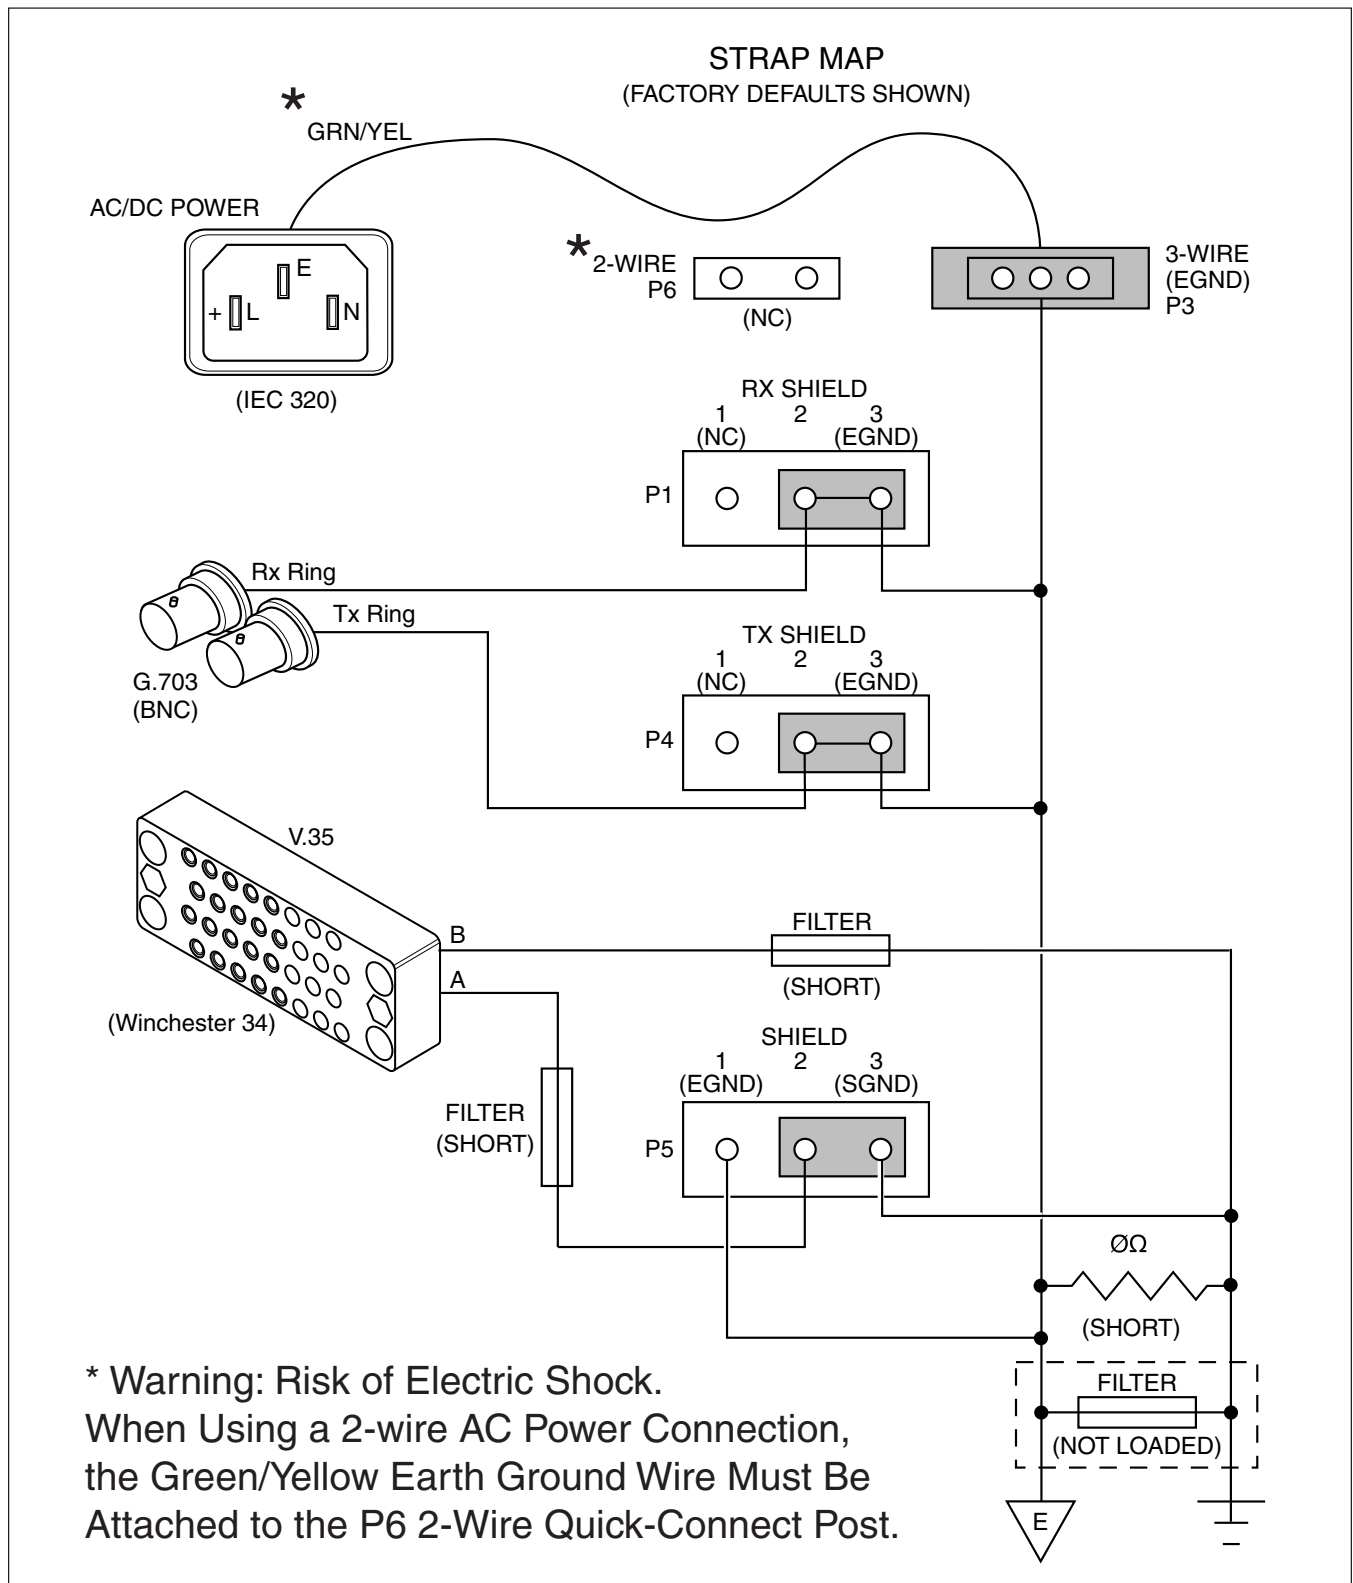 STRAP MAP
(FACTORY DEFAULTS SHOWN)
*
GRN/YEL
AC/DC POWER
E
+ L N
(IEC 320)
* 2-WIRE
P6
(NC)
3-WIRE
(EGND)
P3
RX SHIELD
1 2 3
(NC) (EGND)
P1
Rx Ring
Tx Ring
G.703
(BNC)
TX SHIELD
1 2 3
(NC) (EGND)
P4
V.35
B
A
(Winchester 34)
FILTER
(SHORT)
FILTER
(SHORT)
SHIELD
1 2 3
(EGND) (SGND)
P5
ØΩ
(SHORT)
FILTER
(NOT LOADED)
E
* Warning: Risk of Electric Shock.
When Using a 2-wire AC Power Connection,
the Green/Yellow Earth Ground Wire Must Be
Attached to the P6 2-Wire Quick-Connect Post.